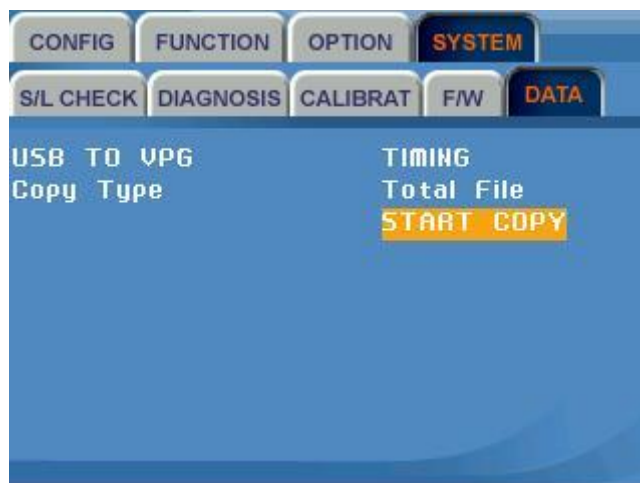 CONFIG FUNCTION OPTION SYSTEM
S/L CHECK DIAGNOSIS CALIBRAT F/W DATA
USB TO VPG TIMING
Copy Type Total File
START COPY